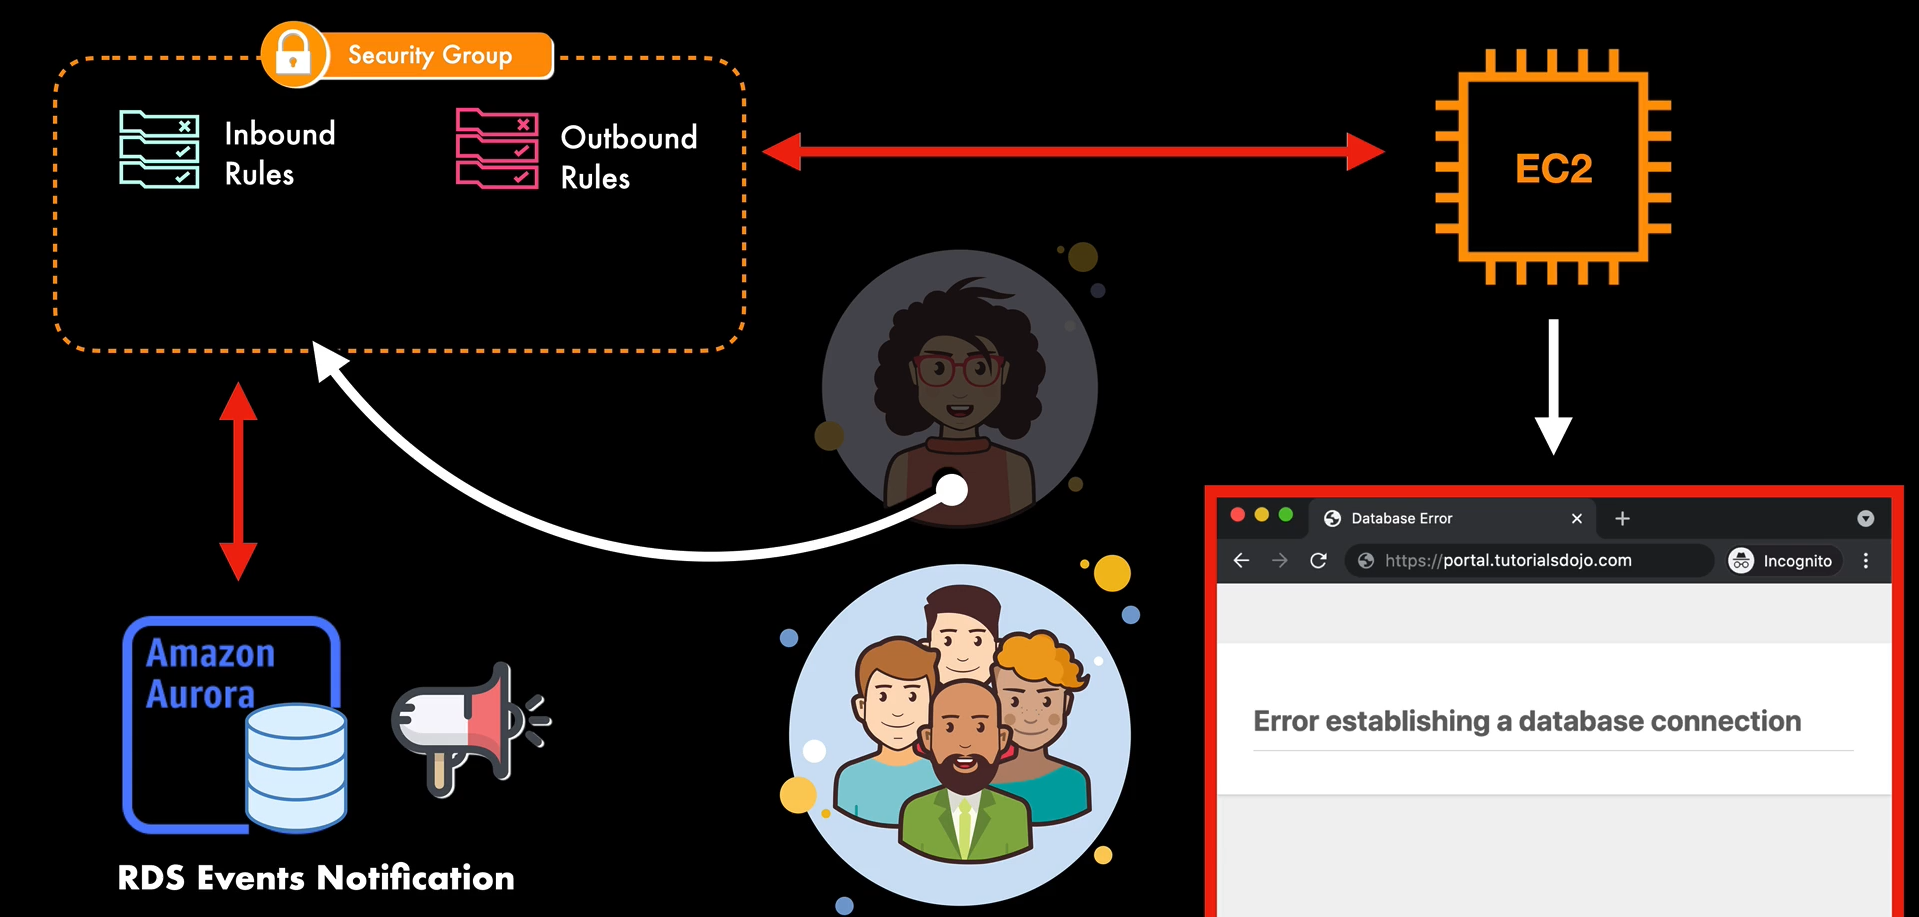 Security Group
Inbound
Rules
Outbound
Rules
EC2
Database Error
https://portal.tutorialsdojo.com
Incognito
Error establishing a database connection
Amazon
Aurora
RDS Events Notification